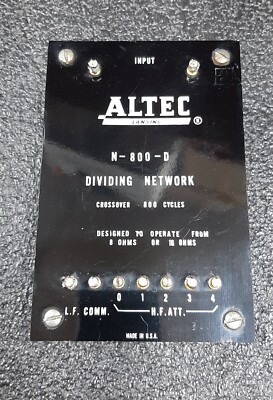 INPUT
ALTEC
LANSING
®
N-800-D
DIVIDING NETWORK
CROSSOVER 800 CYCLES
DESIGNED TO OPERATE FROM
8 OHMS OR 16 OHMS
0 1 2 3 4
L.F. COMM. H.F. ATT.
MADE IN U.S.A.